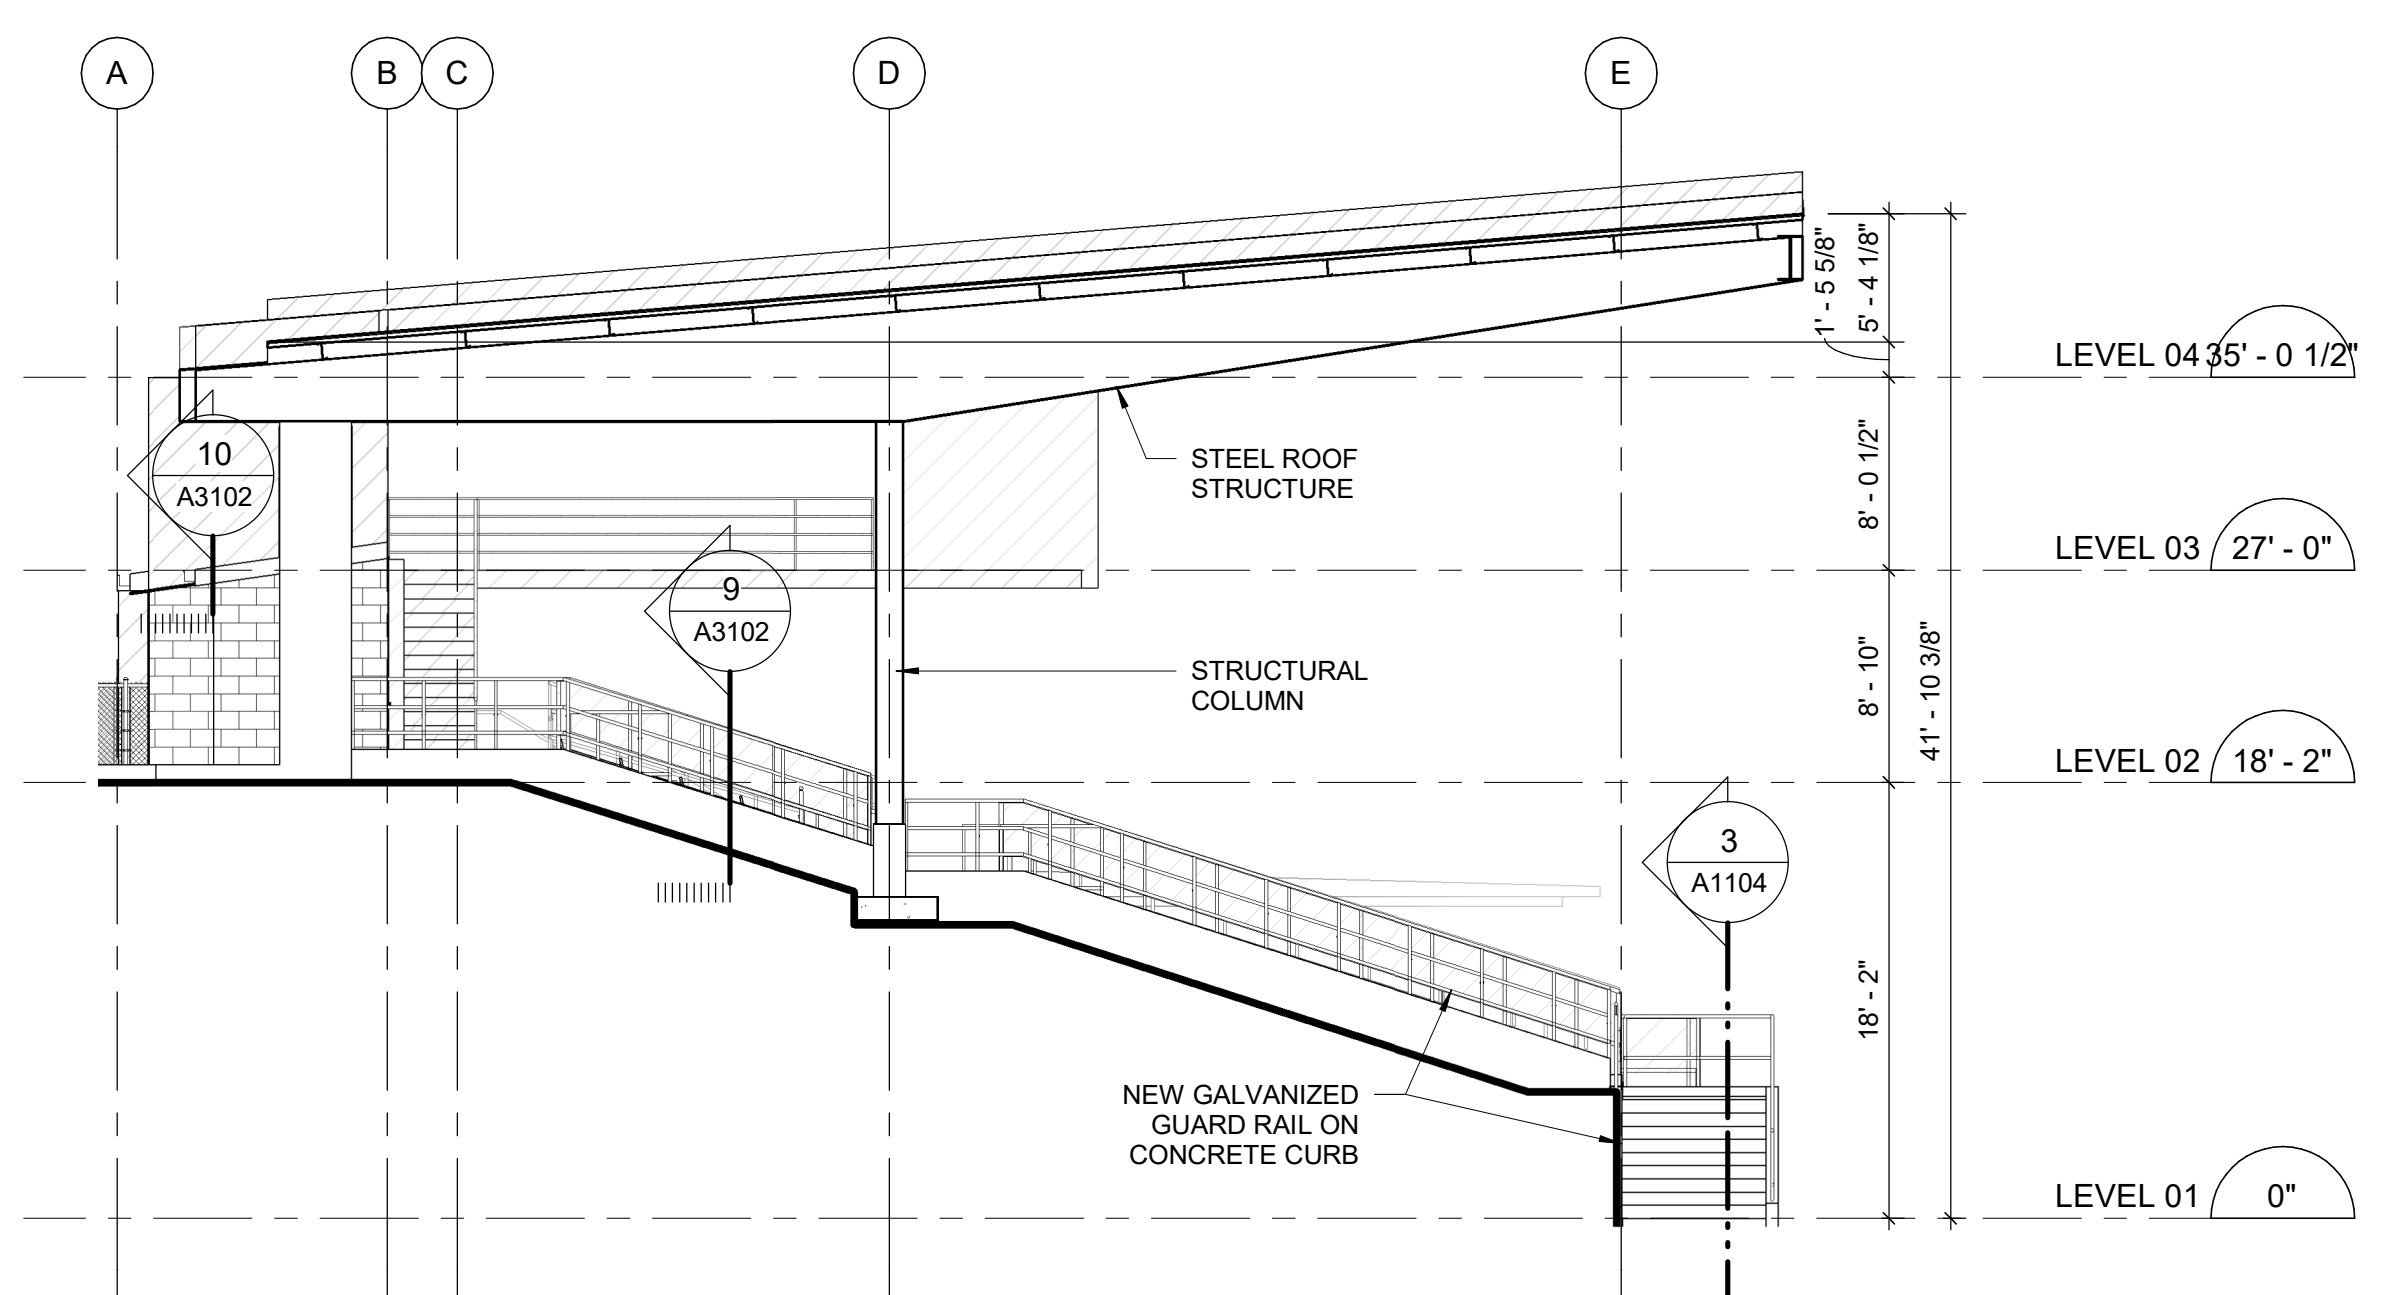 A
B
C
D
E
1' - 5 5/8"
5' - 4 1/8"
LEVEL 04
35' - 0 1/2"
10
A3102
STEEL ROOF
STRUCTURE
8' - 0 1/2"
LEVEL 03
27' - 0"
9
A3102
STRUCTURAL
COLUMN
8' - 10"
41' - 10 3/8"
LEVEL 02
18' - 2"
3
A1104
18' - 2"
NEW GALVANIZED
GUARD RAIL ON
CONCRETE CURB
LEVEL 01
0"